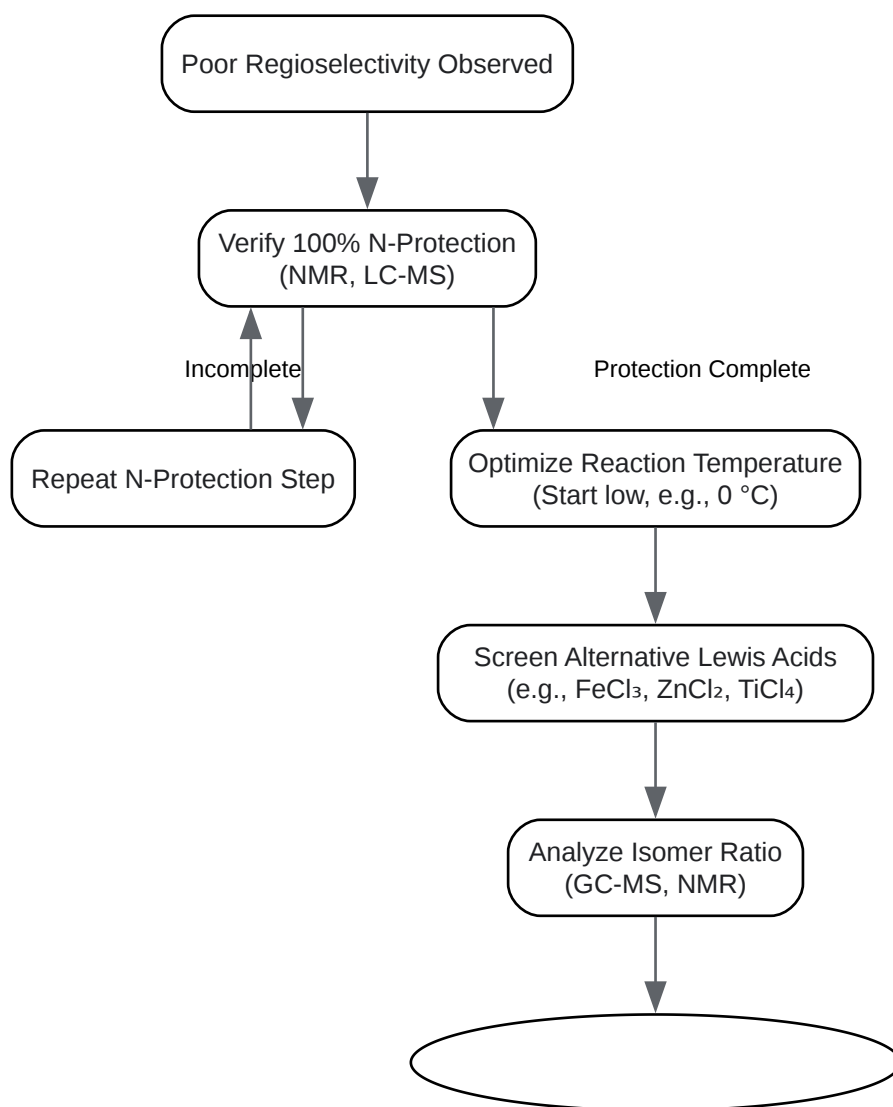 Poor Regioselectivity Observed
Verify 100% N-Protection
(NMR, LC-MS)
Incomplete
Protection Complete
Repeat N-Protection Step
Optimize Reaction Temperature
(Start low, e.g., 0 °C)
Screen Alternative Lewis Acids
(e.g., FeCl₃, ZnCl₂, TiCl₄)
Analyze Isomer Ratio
(GC-MS, NMR)